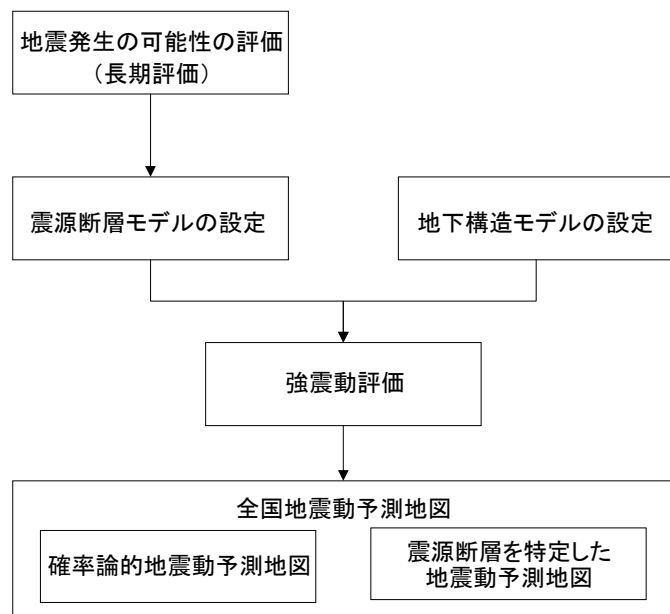 地震発生の可能性の評価
（長期評価）
震源断層モデルの設定
地下構造モデルの設定
強震動評価
全国地震動予測地図
確率論的地震動予測地図
震源断層を特定した
地震動予測地図